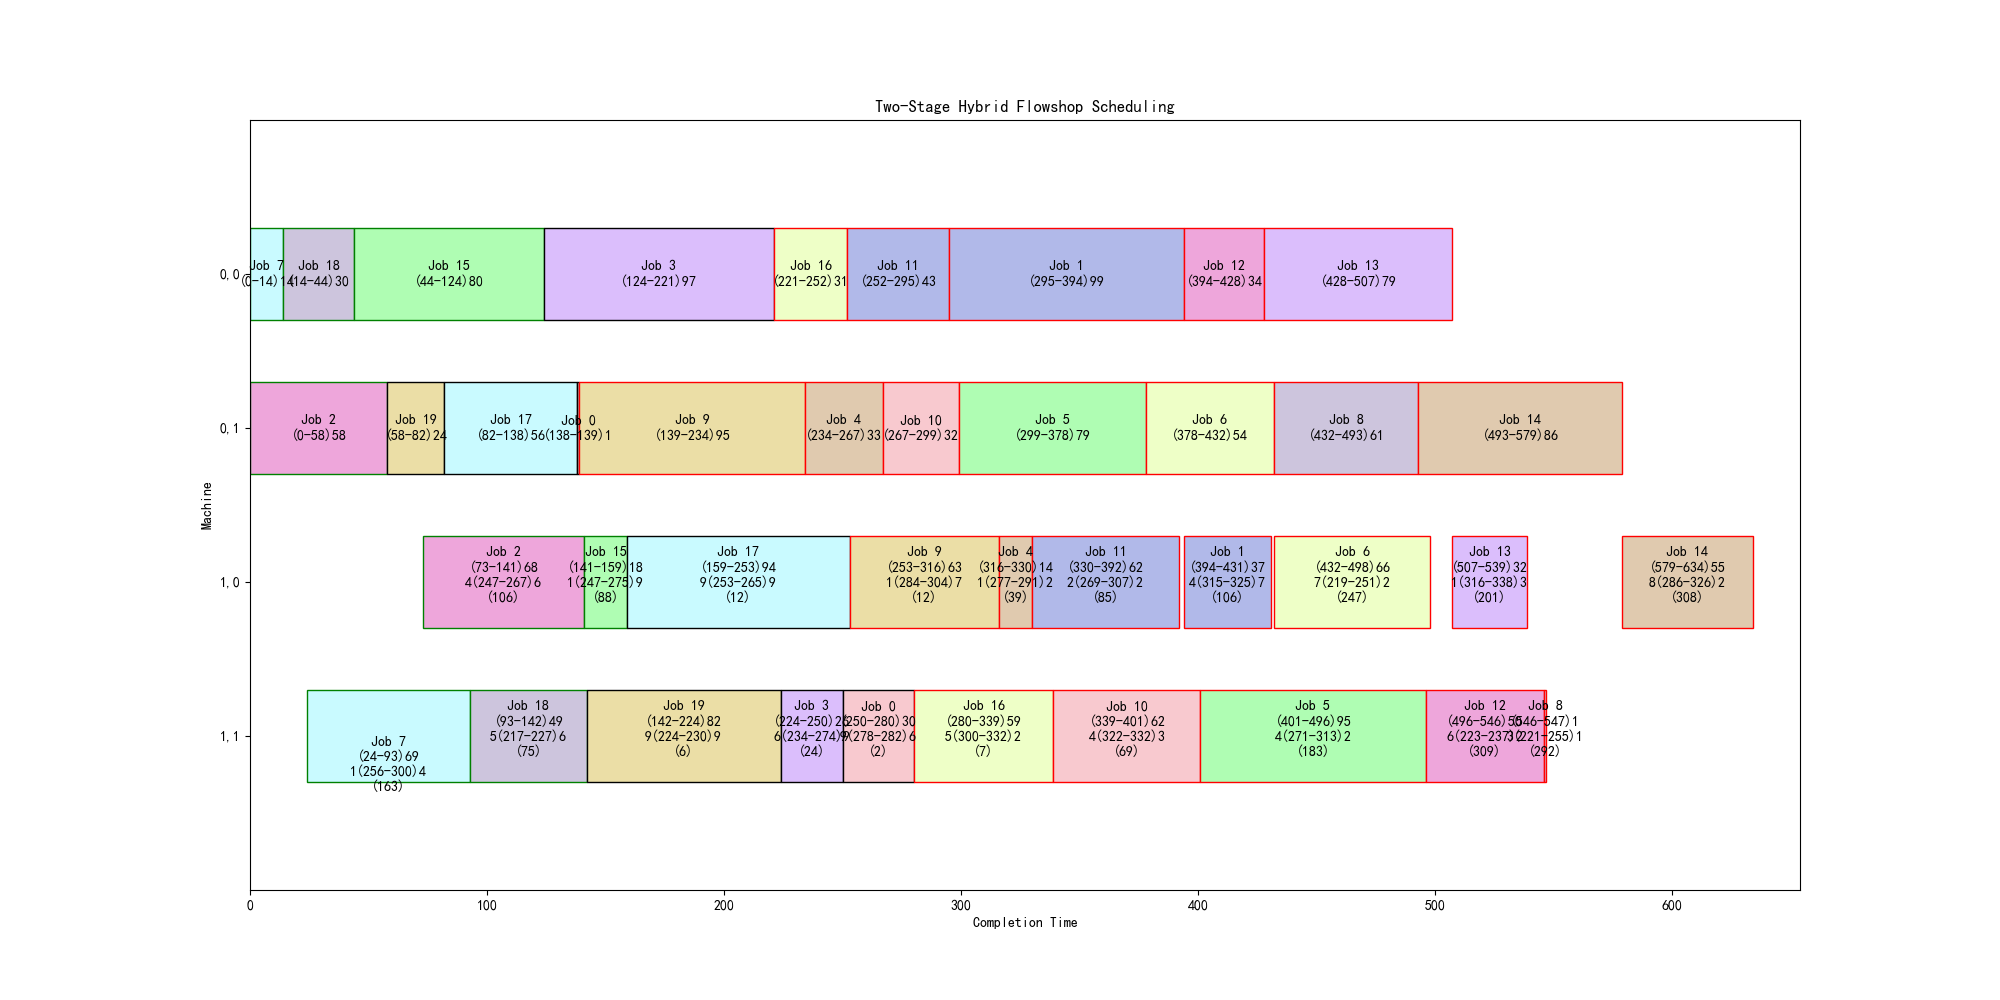 Two-Stage Hybrid Flowshop Scheduling
Machine
0,0
Job 7
(0-14)14
Job 18
(14-44)30
Job 15
(44-124)80
Job 3
(124-221)97
Job 16
(221-252)31
Job 11
(252-295)43
Job 1
(295-394)99
Job 12
(394-428)34
Job 13
(428-507)79
0,1
Job 2
(0-58)58
Job 19
(58-82)24
Job 17
(82-138)56
Job 0
(138-139)1
Job 9
(139-234)95
Job 4
(234-267)33
Job 10
(267-299)32
Job 5
(299-378)79
Job 6
(378-432)54
Job 8
(432-493)61
Job 14
(493-579)86
1,0
Job 2
(73-141)68
4(247-267)6
(106)
Job 15
(141-159)18
1(247-275)9
(88)
Job 17
(159-253)94
9(253-265)9
(12)
Job 9
(253-316)63
1(284-304)7
(12)
Job 4
(316-330)14
1(277-291)2
(39)
Job 11
(330-392)62
2(269-307)2
(85)
Job 1
(394-431)37
4(315-325)7
(106)
Job 6
(432-498)66
7(219-251)2
(247)
Job 13
(507-539)32
1(316-338)3
(201)
Job 14
(579-634)55
8(286-326)2
(308)
1,1
Job 7
(24-93)69
1(256-300)4
(163)
Job 18
(93-142)49
5(217-227)6
(75)
Job 19
(142-224)82
9(224-230)9
(6)
Job 3
(224-250)26
6(234-274)9
(24)
Job 0
(250-280)30
(278-282)6
(2)
Job 16
(280-339)59
5(300-332)2
(7)
Job 10
(339-401)62
4(322-332)3
(69)
Job 5
(401-496)95
4(271-313)2
(183)
Job 12
(496-546)50
6(223-237)
(309)
Job 8
(546-547)1
(221-255)1
(292)
0
100
200
300
400
500
600
Completion Time